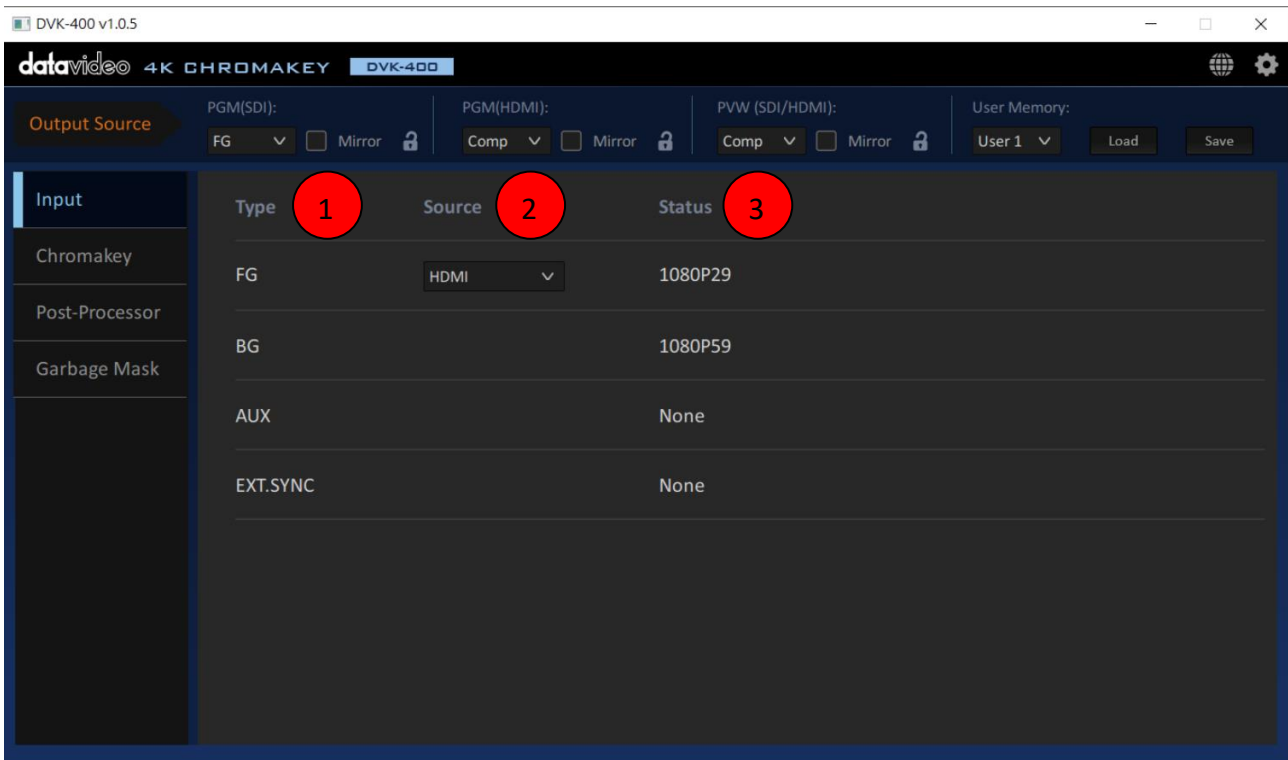 DVK-400 v1.0.5
datavideo 4K CHROMAKEY DVK-400
Output Source
PGM(SDI):
FG Mirror
PGM(HDMI):
Comp Mirror
PVW (SDI/HDMI):
Comp Mirror
User Memory:
User 1 Load Save
Input
Chromakey
Post-Processor
Garbage Mask
Type 1 Source 2 Status 3
FG HDMI 1080P29
BG 1080P59
AUX None
EXT.SYNC None